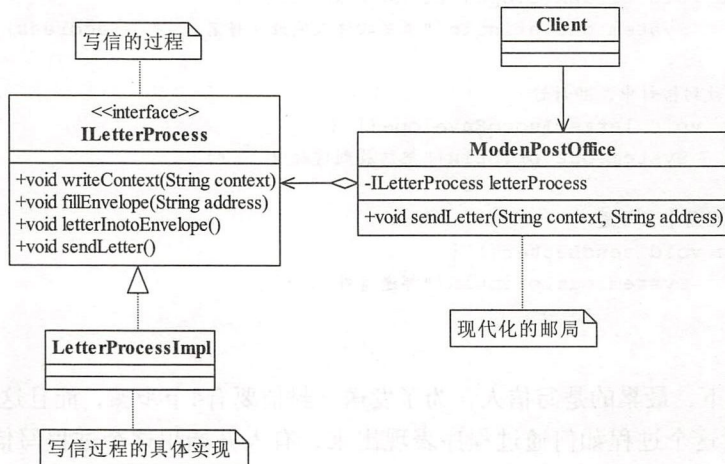 写信的过程
Client
<<interface>>
ILetterProcess
+void writeContext(String context)
+void fillEnvelope(String address)
+void letterInotoEnvelope()
+void sendLetter()
ModenPostOffice
-ILetterProcess letterProcess
+void sendLetter(String context, String address)
现代化的邮局
LetterProcessImpl
写信过程的具体实现